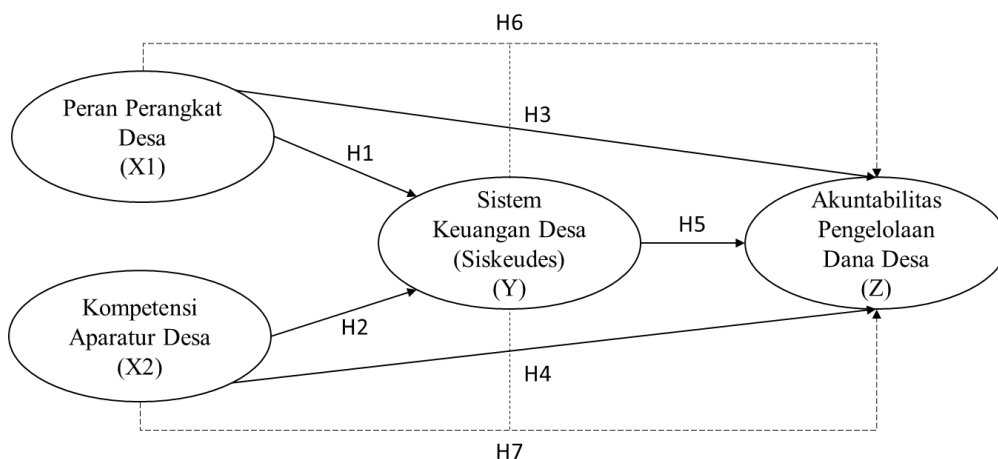 H6
Peran Perangkat
Desa
(X1)
H3
H1
Sistem
Keuangan Desa
(Siskeudes)
(Y)
H5
Akuntabilitas
Pengelolaan
Dana Desa
(Z)
Kompetensi
Aparatur Desa
(X2)
H2
H4
H7